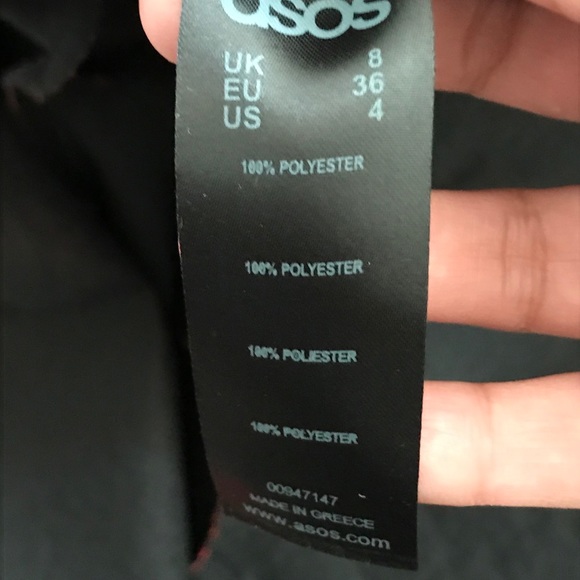 asos
UK 8
EU 36
US 4
100% POLYESTER
100% POLYESTER
100% POLIESTER
100% POLYESTER
00947147
MADE IN GREECE
www.asos.com